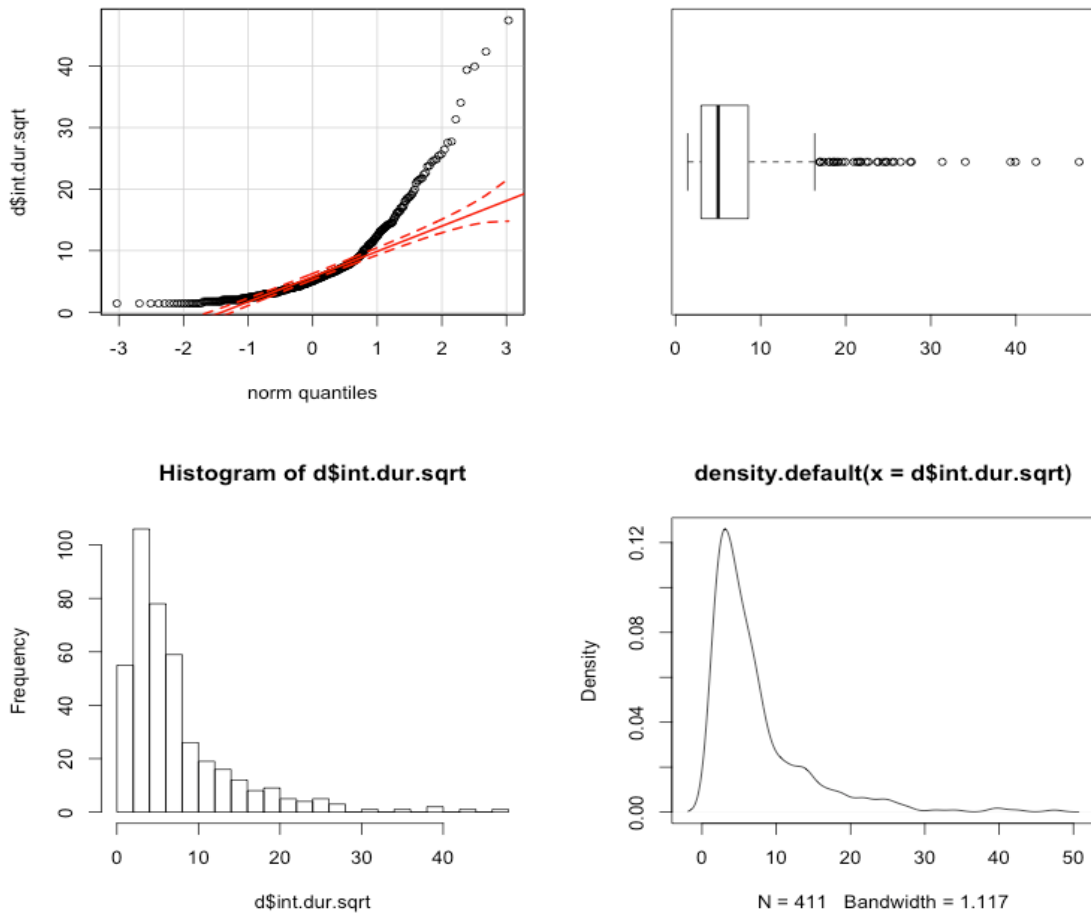 d$int.dur.sqrt
40
30
20
10
0
-3 -2 -1 0 1 2 3
norm quantiles
0 10 20 30 40
Histogram of d$int.dur.sqrt
Frequency
100
80
60
40
20
0
0 10 20 30 40
d$int.dur.sqrt
density.default(x = d$int.dur.sqrt)
Density
0.12
0.08
0.04
0.00
0 10 20 30 40 50
N = 411 Bandwidth = 1.117